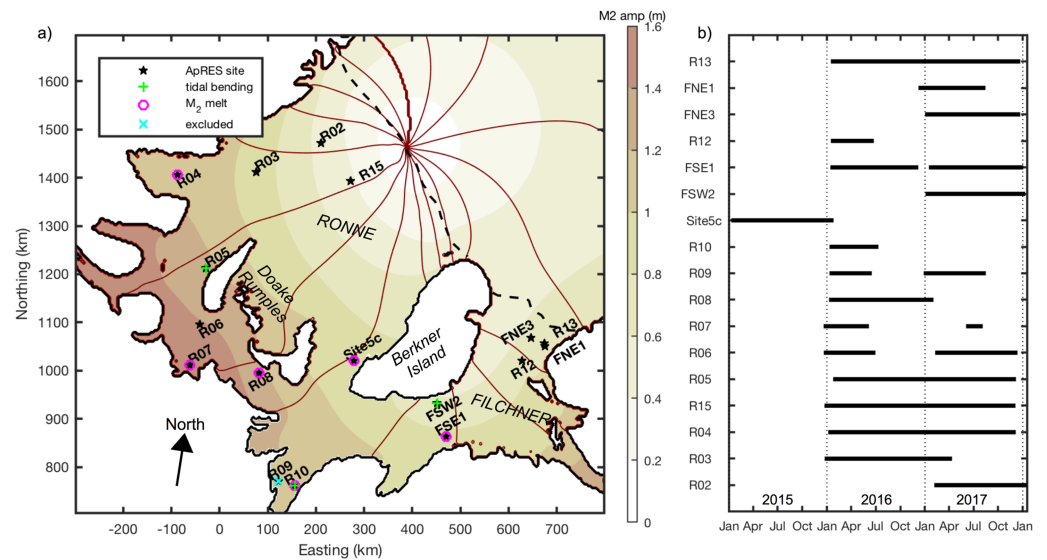 a)
M2 amp (m)
b)
ApRES site
tidal bending
M2 melt
excluded
R02
R03
R04
R15
RONNE
R05
Doake
Rumples
R06
R07
R08
Site5c
Berkner
Island
FNE3
R13
FNE1
R12
FSW2
FSE1
FILCHNER
R09
R10
North
Northing (km)
1600
1500
1400
1300
1200
1100
1000
900
800
-200
-100
0
100
200
300
400
500
600
700
Easting (km)
1.6
1.4
1.2
1
0.8
0.6
0.4
0.2
0
R13
FNE1
FNE3
R12
FSE1
FSW2
Site5c
R10
R09
R08
R07
R06
R05
R15
R04
R03
R02
2015 2016 2017
Jan Apr Jul Oct Jan Apr Jul Oct Jan Apr Jul Oct Jan